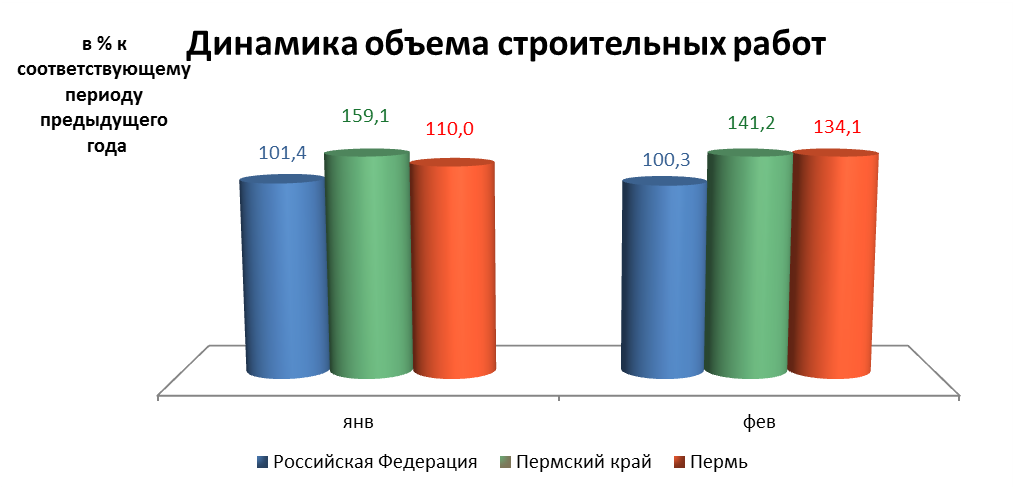 Динамика объема строительных работ
в % к
соответствующему
периоду
предыдущего
года
101,4
159,1
110,0
100,3
141,2
134,1
янв
фев
Российская Федерация
Пермский край
Пермь